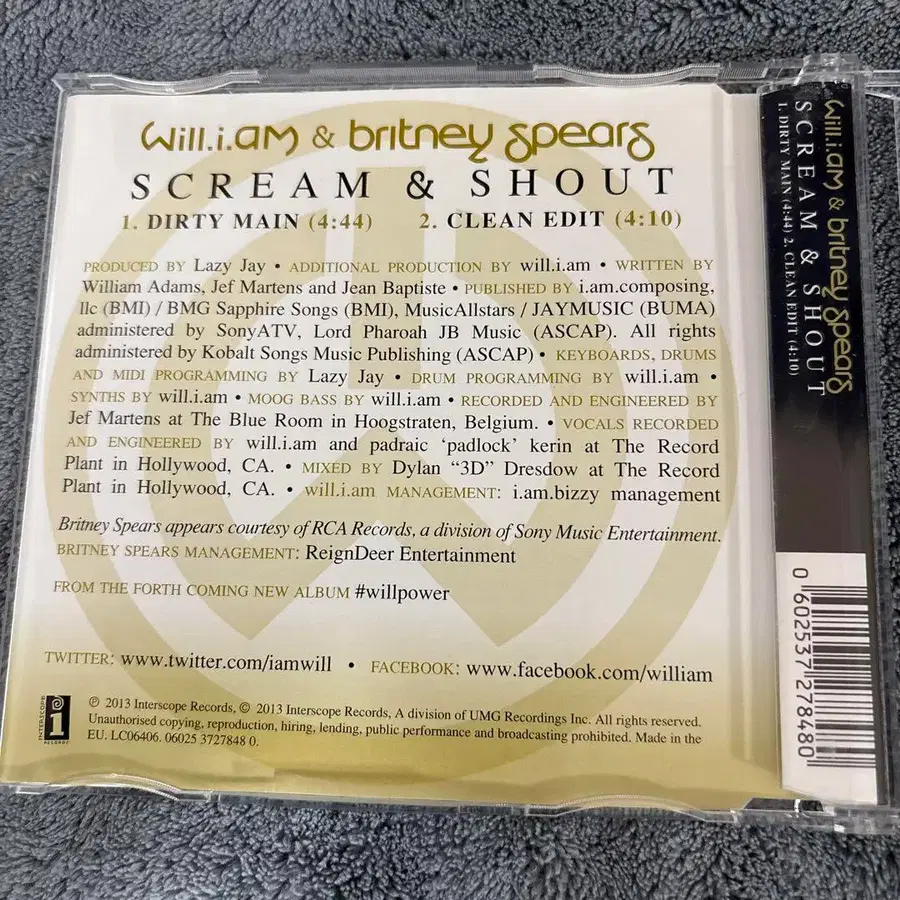 will.i.am & britney spears
SCREAM & SHOUT
1. DIRTY MAIN (4:44) 2. CLEAN EDIT (4:10)
PRODUCED BY Lazy Jay • ADDITIONAL PRODUCTION BY will.i.am • WRITTEN BY
William Adams, Jef Martens and Jean Baptiste • PUBLISHED BY i.am.composing,
llc (BMI) / BMG Sapphire Songs (BMI), MusicAllstars / JAYMUSIC (BUMA)
administered by SonyATV, Lord Pharoah JB Music (ASCAP). All rights
administered by Kobalt Songs Music Publishing (ASCAP) • KEYBOARDS, DRUMS
AND MIDI PROGRAMMING BY Lazy Jay • DRUM PROGRAMMING BY will.i.am •
SYNTHS BY will.i.am • MOOG BASS BY will.i.am • RECORDED AND ENGINEERED BY
Jef Martens at The Blue Room in Hoogstraten, Belgium. • VOCALS RECORDED
AND ENGINEERED BY will.i.am and padraic ‘padlock’ kerin at The Record
Plant in Hollywood, CA. • MIXED BY Dylan “3D” Dresdow at The Record
Plant in Hollywood, CA. • will.i.am MANAGEMENT: i.am.bizzy management
Britney Spears appears courtesy of RCA Records, a division of Sony Music Entertainment.
BRITNEY SPEARS MANAGEMENT: ReignDeer Entertainment
FROM THE FORTH COMING NEW ALBUM #willpower
TWITTER: www.twitter.com/iamwill • FACEBOOK: www.facebook.com/william
INTERSCOPE
RECORDS
℗ 2013 Interscope Records, © 2013 Interscope Records, A division of UMG Recordings Inc. All rights reserved.
Unauthorised copying, reproduction, hiring, lending, public performance and broadcasting prohibited. Made in the
EU. LC06406. 06025 3727848 0.
will.i.am & britney spears
SCREAM & SHOUT
1. DIRTY MAIN (4:44) 2. CLEAN EDIT (4:10)
0 602537 278480